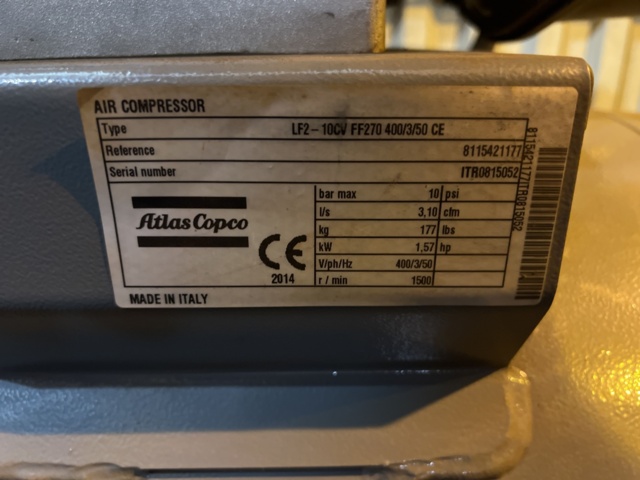 AIR COMPRESSOR
Type LF2-10CV FF270 400/3/50 CE
Reference 8115421177
Serial number ITR0815052
bar max 10 psi
l/s 3,10 cfm
kg 177 lbs
kW 1,57 hp
V/ph/Hz 400/3/50
r / min 1500
Atlas Copco
CE
2014
MADE IN ITALY
8115421177/ITR0815052